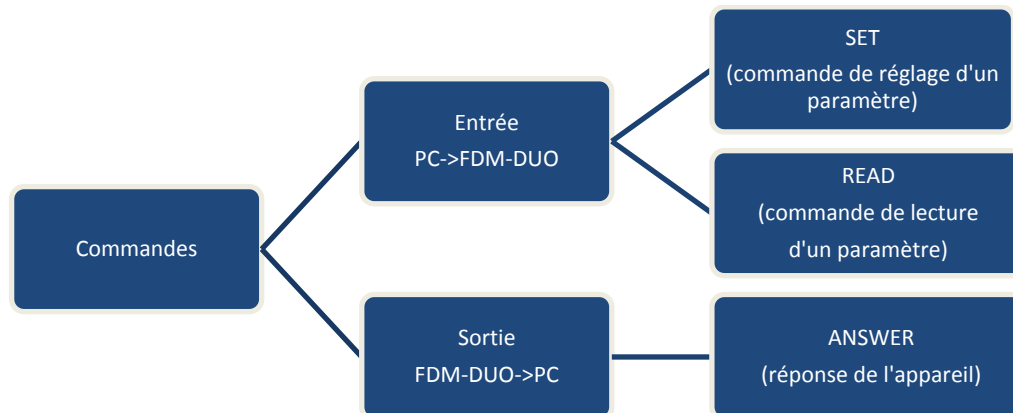 Commandes
Entrée
PC->FDM-DUO
SET
(commande de réglage d'un
paramètre)
READ
(commande de lecture
d'un paramètre)
Sortie
FDM-DUO->PC
ANSWER
(réponse de l'appareil)